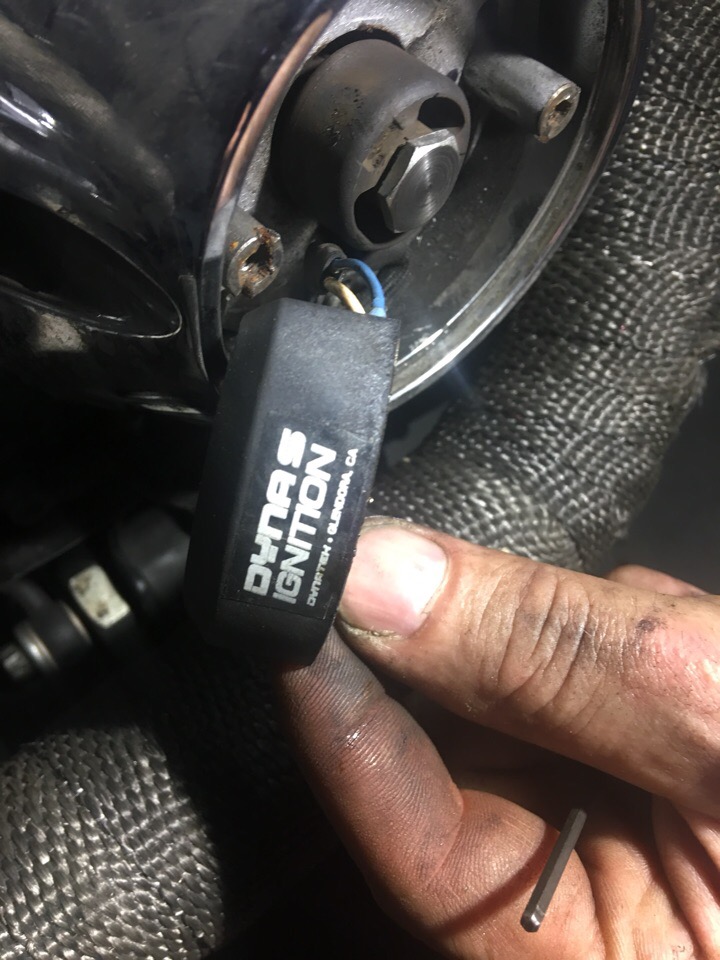 DYNA S
IGNITION
DYNATEK • GLENDORA, CA